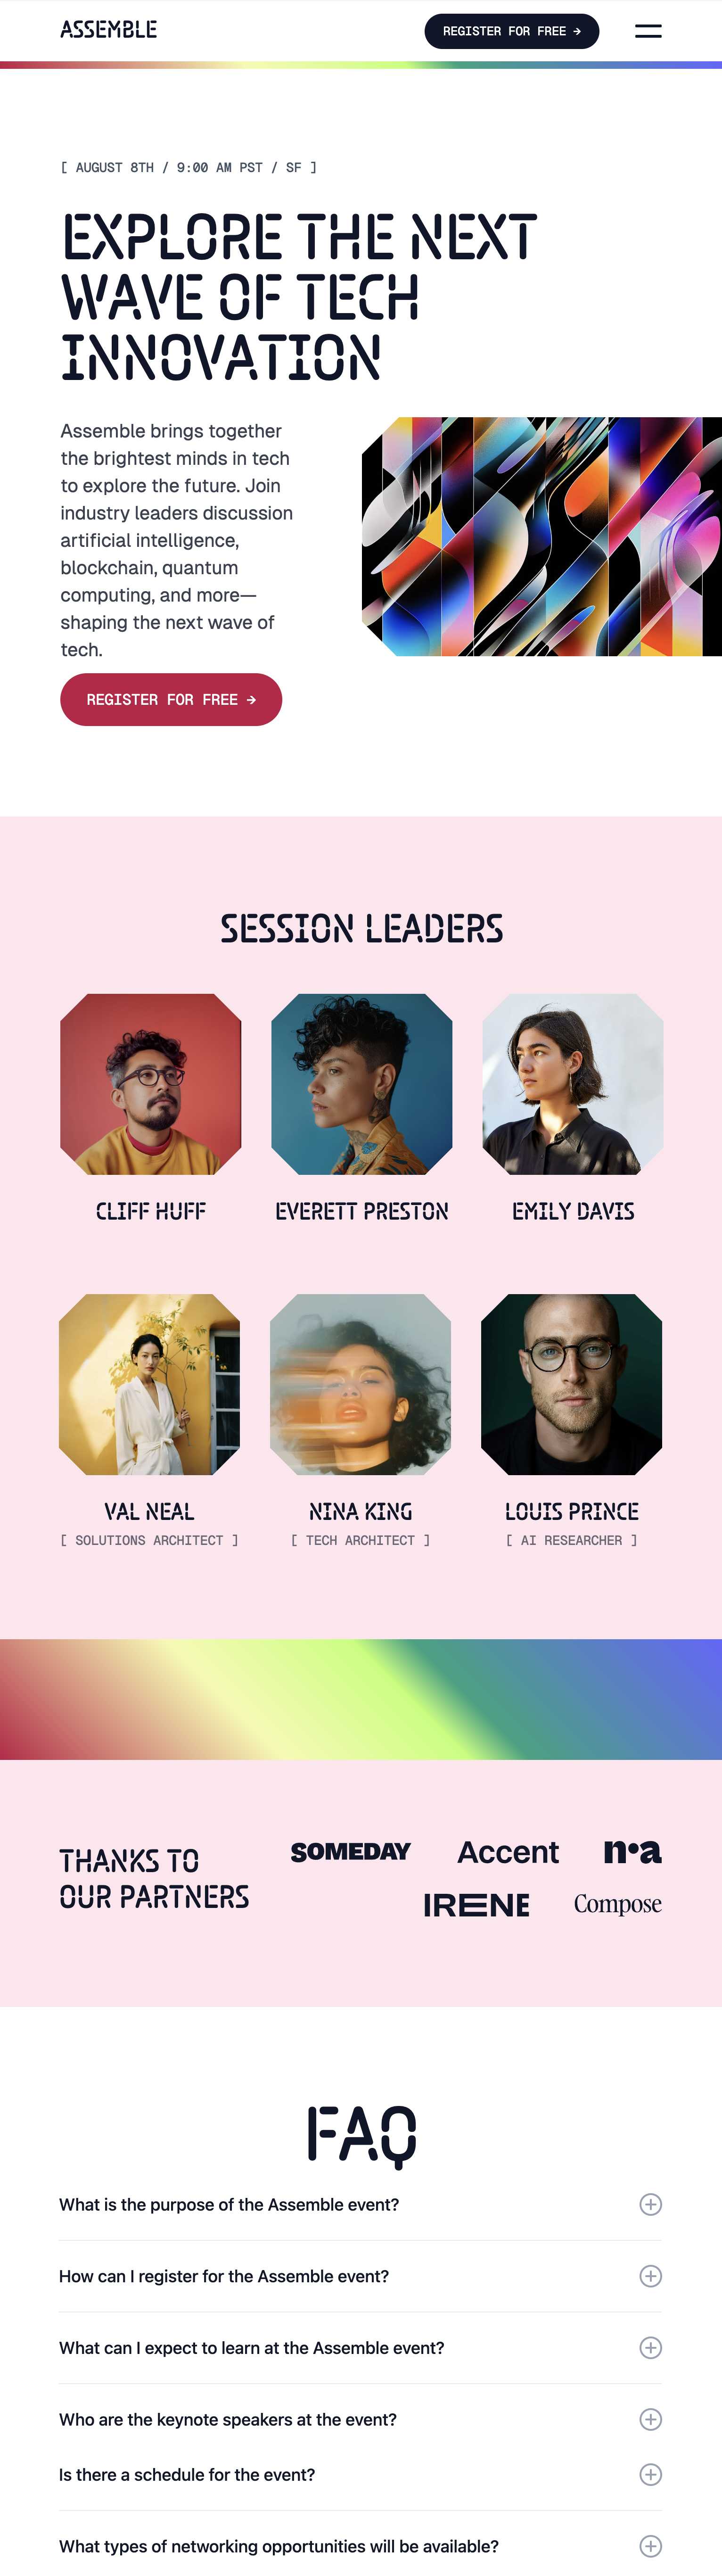 ASSEMBLE
REGISTER FOR FREE →
[ AUGUST 8TH / 9:00 AM PST / SF ]
EXPLORE THE NEXT
WAVE OF TECH
INNOVATION
Assemble brings together
the brightest minds in tech
to explore the future. Join
industry leaders discussion
artificial intelligence,
blockchain, quantum
computing, and more—
shaping the next wave of
tech.
REGISTER FOR FREE →
SESSION LEADERS
CLIFF HUFF
EVERETT PRESTON
EMILY DAVIS
VAL NEAL
NINA KING
LOUIS PRINCE
[ SOLUTIONS ARCHITECT ]
[ TECH ARCHITECT ]
[ AI RESEARCHER ]
THANKS TO
OUR PARTNERS
SOMEDAY
Accent
n•a
IRENE
Compose
FAQ
What is the purpose of the Assemble event?
How can I register for the Assemble event?
What can I expect to learn at the Assemble event?
Who are the keynote speakers at the event?
Is there a schedule for the event?
What types of networking opportunities will be available?